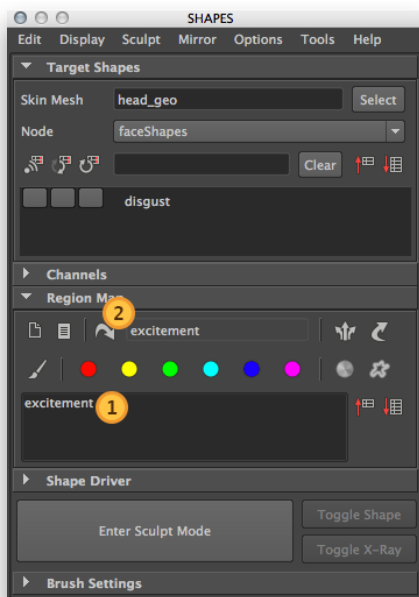 SHAPES
Edit Display Sculpt Mirror Options Tools Help
Target Shapes
Skin Mesh head_geo Select
Node faceShapes
Clear
disgust
Channels
Region Map
2
excitement
excitement 1
Shape Driver
Enter Sculpt Mode
Toggle Shape
Toggle X-Ray
Brush Settings